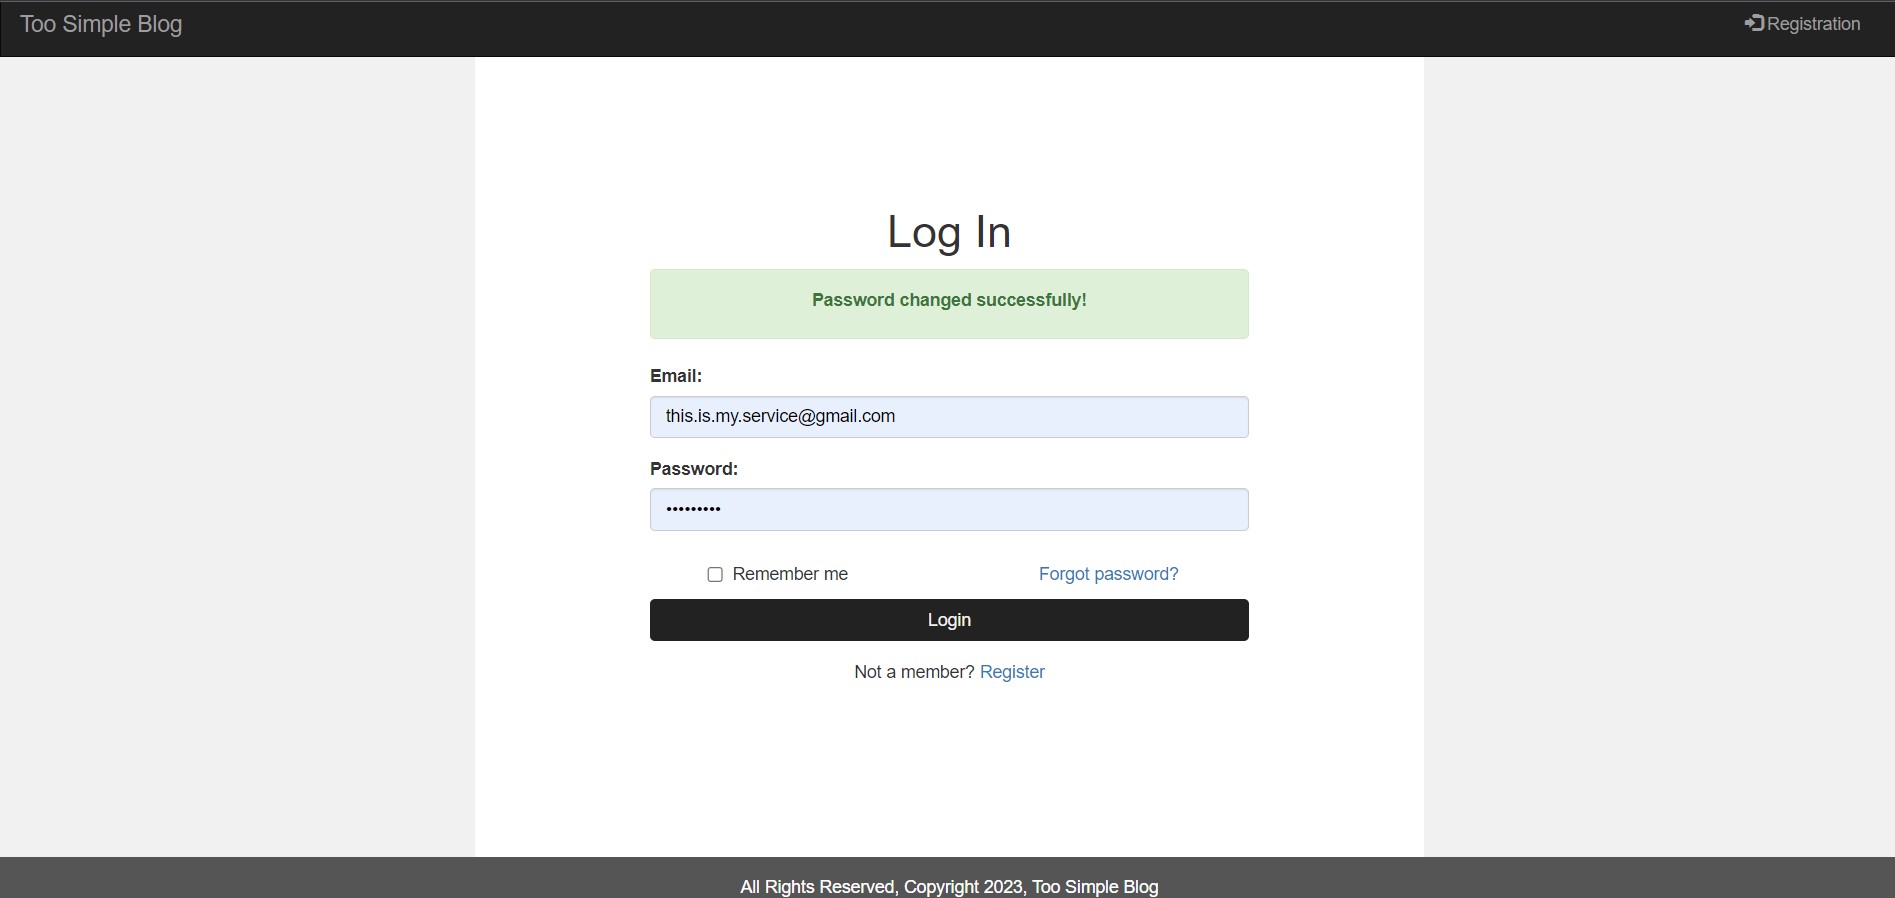 Too Simple Blog
Registration
Log In
Password changed successfully!
Email:
this.is.my.service@gmail.com
Password:
•••••••••
Remember me
Forgot password?
Login
Not a member? Register
All Rights Reserved, Copyright 2023, Too Simple Blog